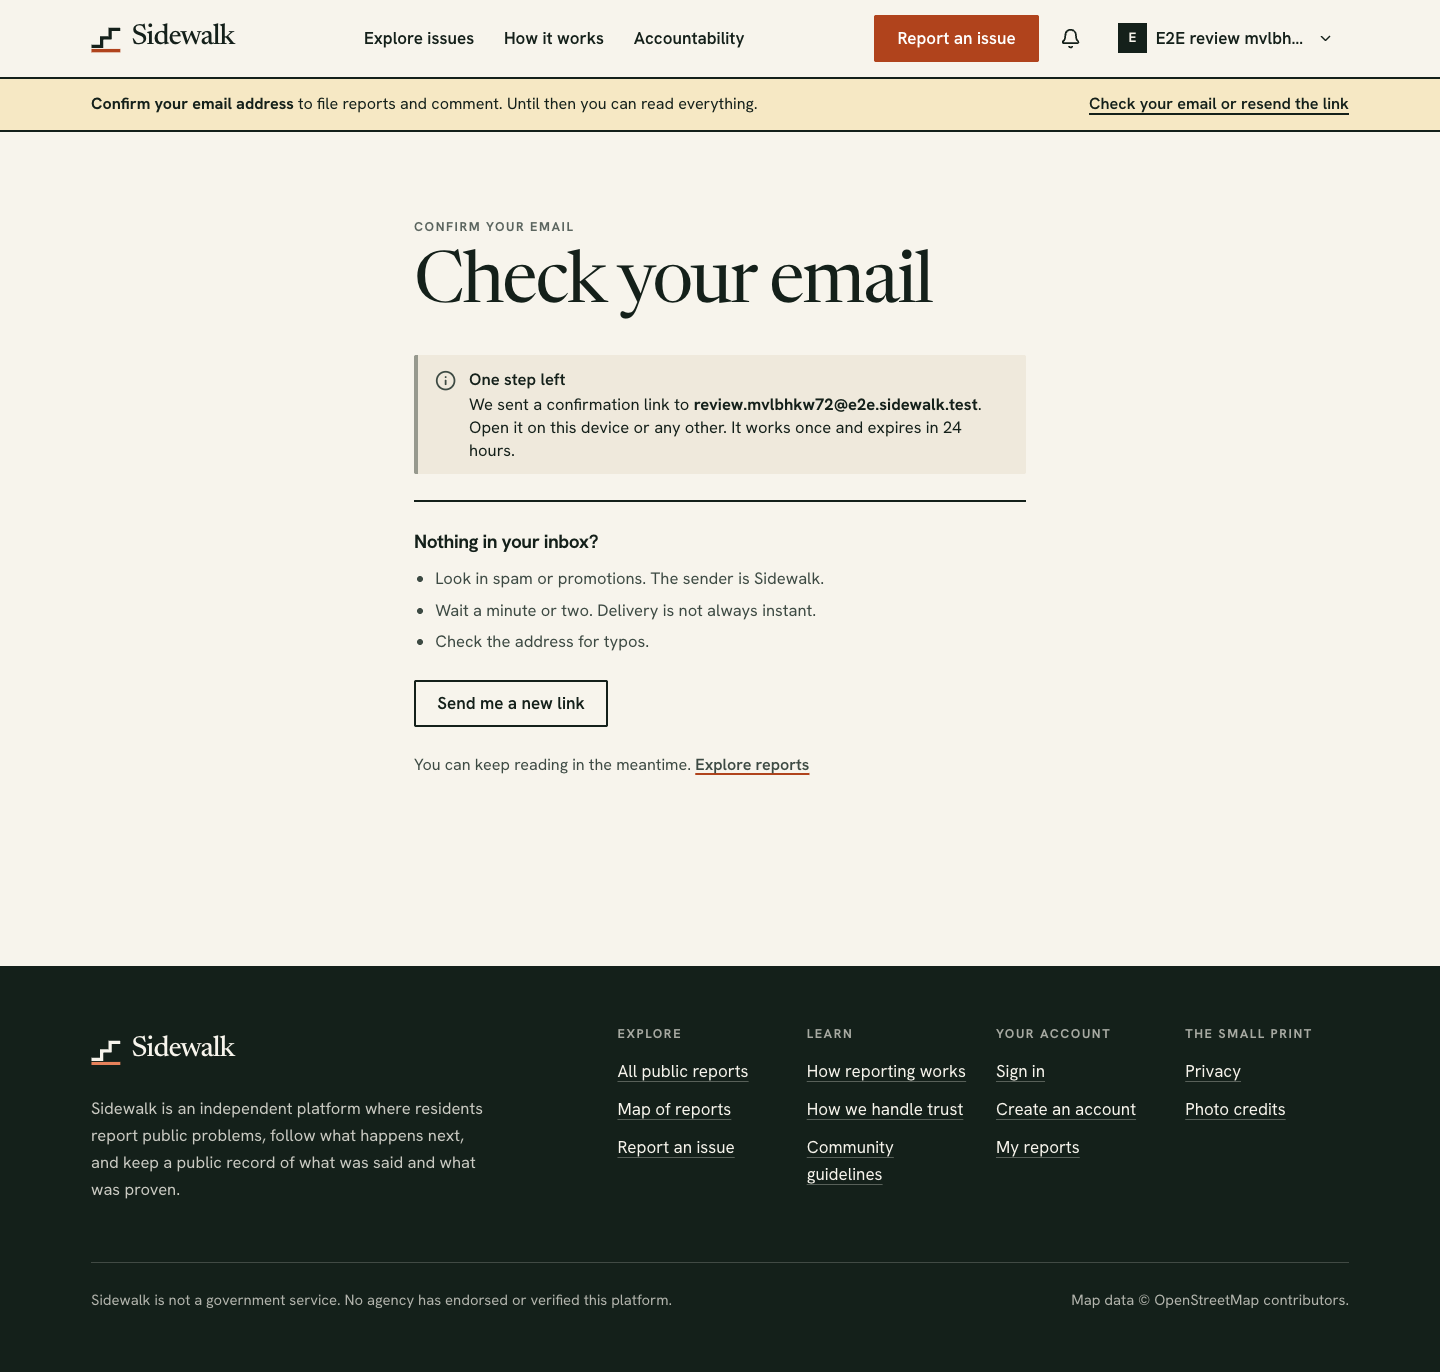 Sidewalk
Explore issues
How it works
Accountability
Report an issue
E
E2E review mvlbh...
Confirm your email address to file reports and comment. Until then you can read everything.
Check your email or resend the link
CONFIRM YOUR EMAIL
Check your email
One step left
We sent a confirmation link to review.mvlbhkw72@e2e.sidewalk.test.
Open it on this device or any other. It works once and expires in 24
hours.
Nothing in your inbox?
• Look in spam or promotions. The sender is Sidewalk.
• Wait a minute or two. Delivery is not always instant.
• Check the address for typos.
Send me a new link
You can keep reading in the meantime. Explore reports
Sidewalk
Sidewalk is an independent platform where residents
report public problems, follow what happens next,
and keep a public record of what was said and what
was proven.
EXPLORE
All public reports
Map of reports
Report an issue
LEARN
How reporting works
How we handle trust
Community
guidelines
YOUR ACCOUNT
Sign in
Create an account
My reports
THE SMALL PRINT
Privacy
Photo credits
Sidewalk is not a government service. No agency has endorsed or verified this platform.
Map data © OpenStreetMap contributors.